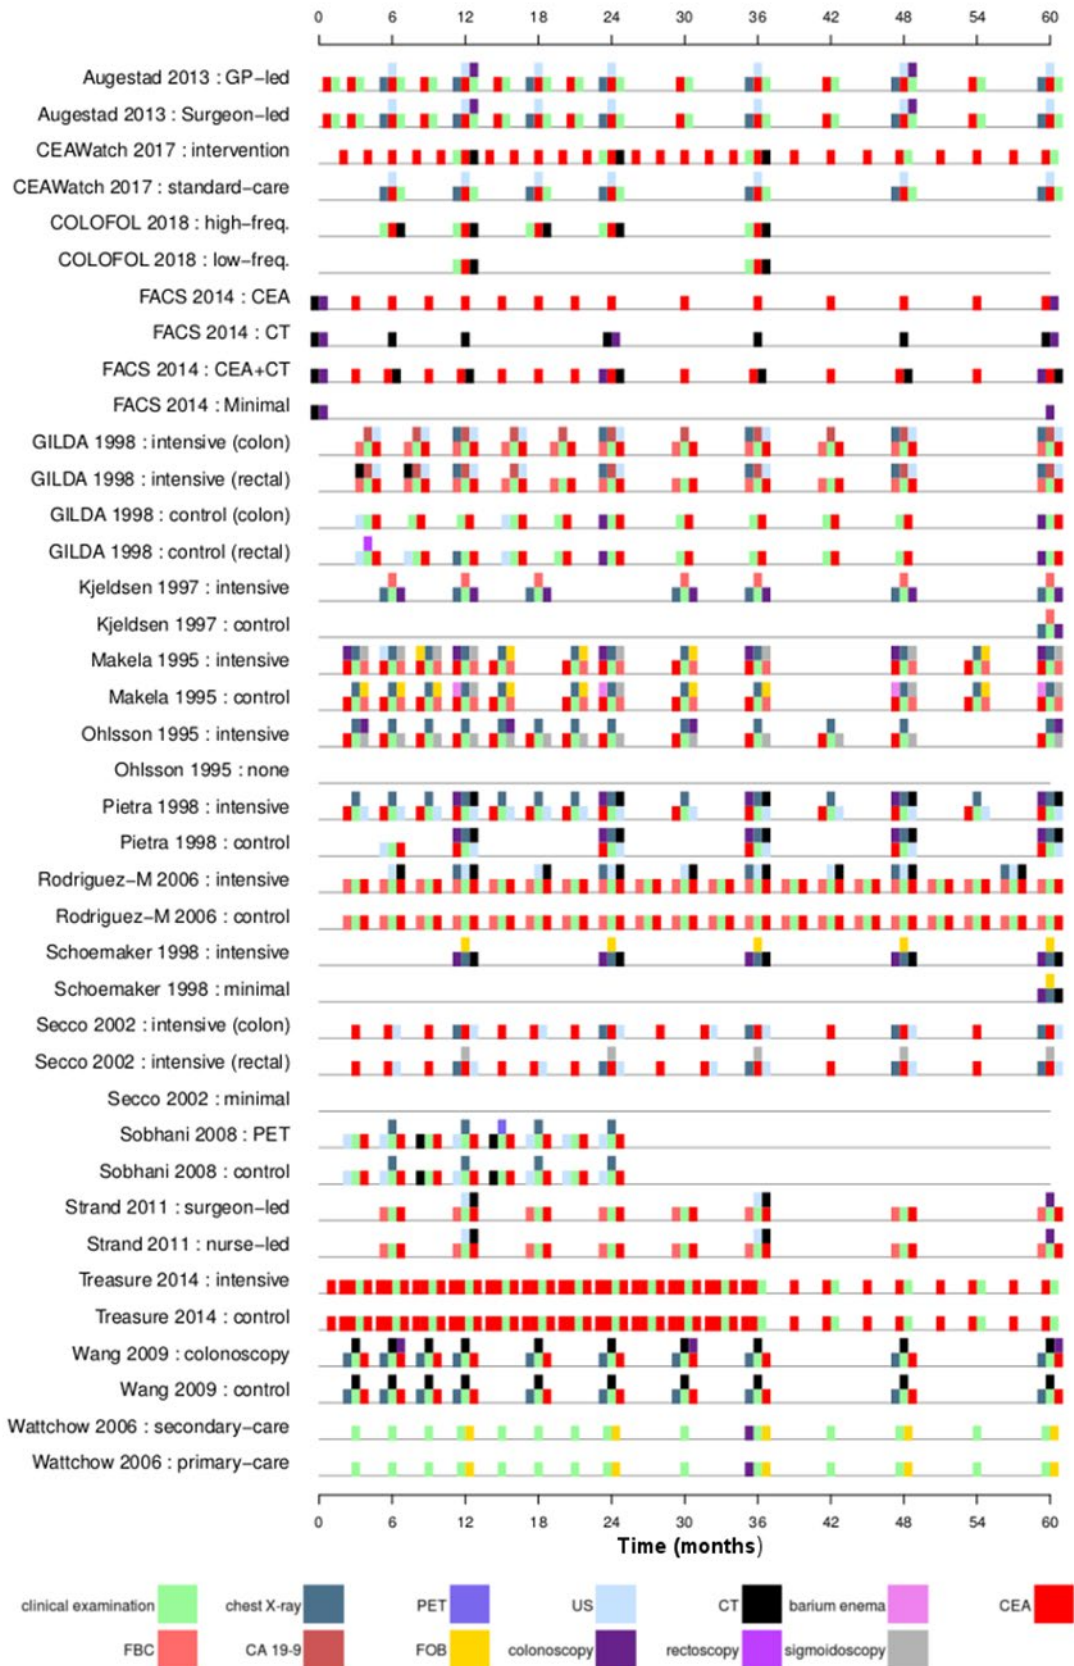 0 6 12 18 24 30 36 42 48 54 60
Augestad 2013 : GP−led
Augestad 2013 : Surgeon−led
CEAWatch 2017 : intervention
CEAWatch 2017 : standard−care
COLOFOL 2018 : high−freq.
COLOFOL 2018 : low−freq.
FACS 2014 : CEA
FACS 2014 : CT
FACS 2014 : CEA+CT
FACS 2014 : Minimal
GILDA 1998 : intensive (colon)
GILDA 1998 : intensive (rectal)
GILDA 1998 : control (colon)
GILDA 1998 : control (rectal)
Kjeldsen 1997 : intensive
Kjeldsen 1997 : control
Makela 1995 : intensive
Makela 1995 : control
Ohlsson 1995 : intensive
Ohlsson 1995 : none
Pietra 1998 : intensive
Pietra 1998 : control
Rodriguez−M 2006 : intensive
Rodriguez−M 2006 : control
Schoemaker 1998 : intensive
Schoemaker 1998 : minimal
Secco 2002 : intensive (colon)
Secco 2002 : intensive (rectal)
Secco 2002 : minimal
Sobhani 2008 : PET
Sobhani 2008 : control
Strand 2011 : surgeon−led
Strand 2011 : nurse−led
Treasure 2014 : intensive
Treasure 2014 : control
Wang 2009 : colonoscopy
Wang 2009 : control
Wattchow 2006 : secondary−care
Wattchow 2006 : primary−care
0 6 12 18 24 30 36 42 48 54 60
Time (months)
clinical examination chest X-ray PET US CT barium enema CEA
FBC CA 19-9 FOB colonoscopy rectoscopy sigmoidoscopy